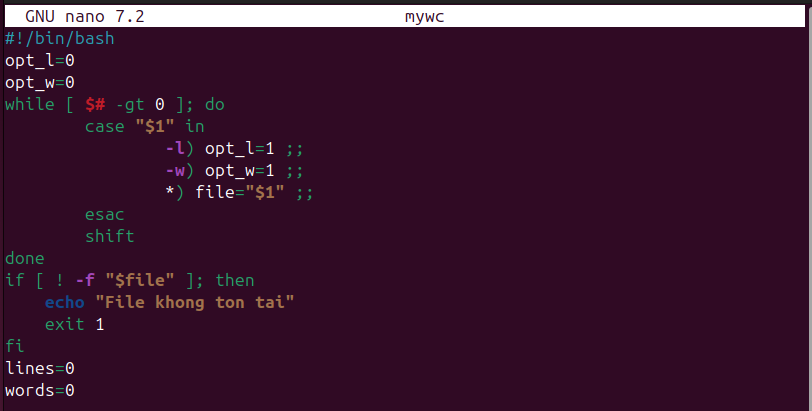 GNU nano 7.2 mywc
#!/bin/bash
opt_l=0
opt_w=0
while [ $# -gt 0 ]; do
        case "$1" in
                -l) opt_l=1 ;;
                -w) opt_w=1 ;;
                *) file="$1" ;;
        esac
        shift
done
if [ ! -f "$file" ]; then
    echo "File khong ton tai"
    exit 1
fi
lines=0
words=0